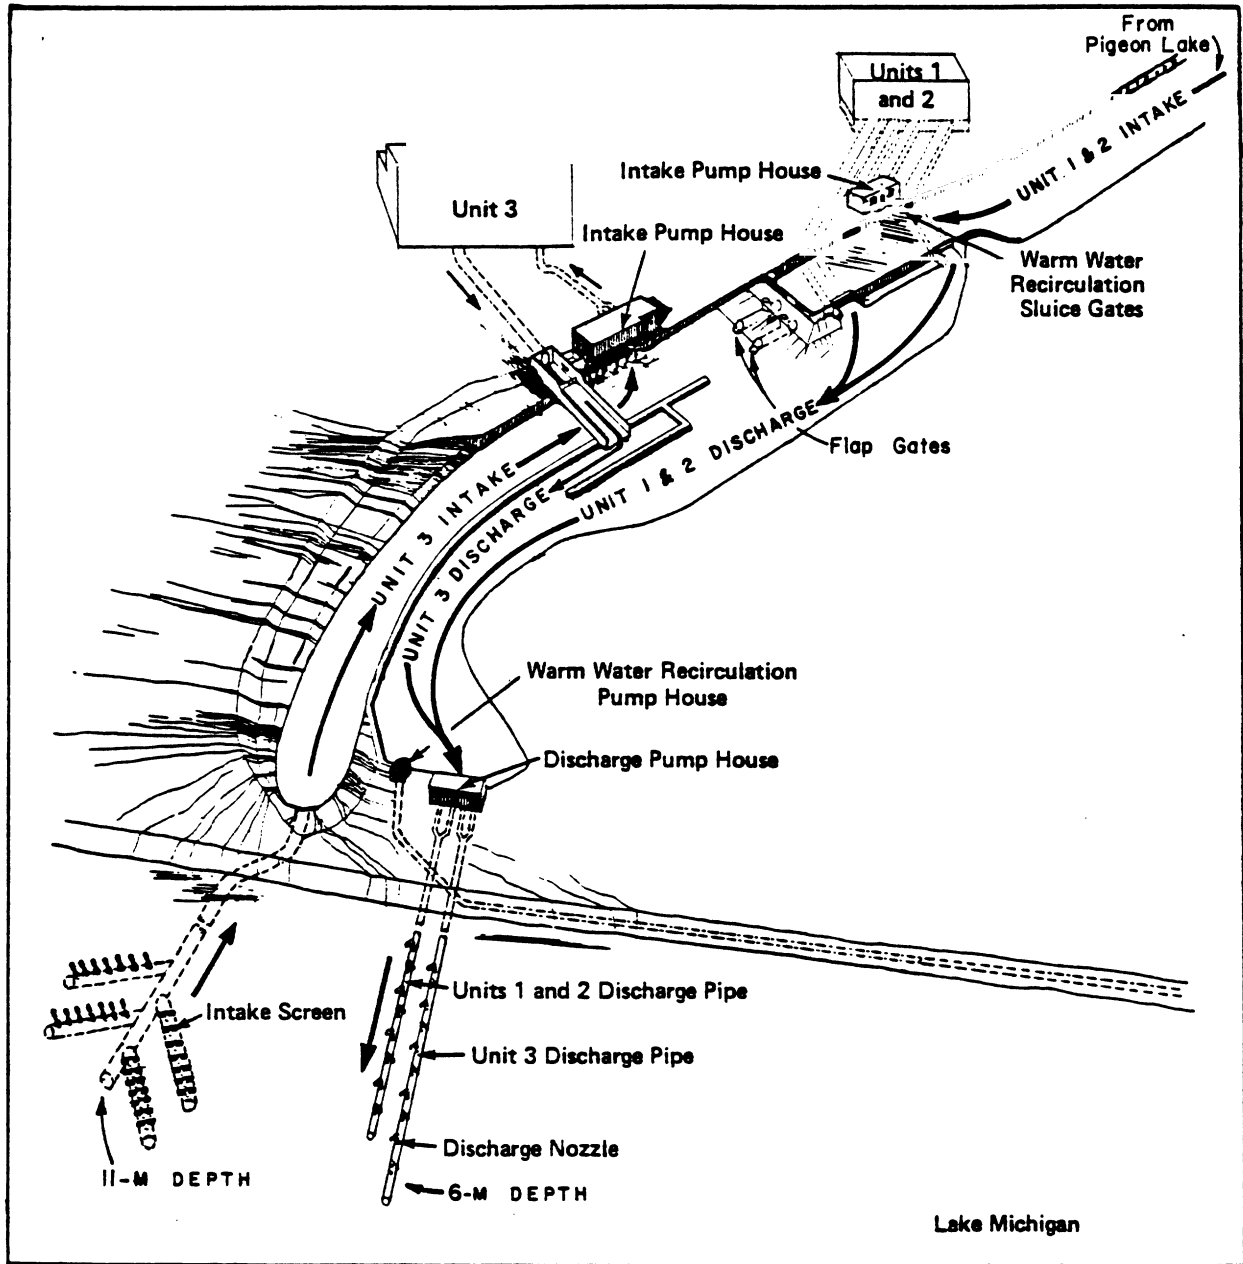 From
Pigeon Lake
Units 1
and 2
UNIT 1 & 2 INTAKE
Intake Pump House
Unit 3
Intake Pump House
Warm Water
Recirculation
Sluice Gates
Flap Gates
UNIT 1 & 2 DISCHARGE
UNIT 3 INTAKE
UNIT 3 DISCHARGE
Warm Water Recirculation
Pump House
Discharge Pump House
Units 1 and 2 Discharge Pipe
Intake Screen
Unit 3 Discharge Pipe
Discharge Nozzle
11-M DEPTH
6-M DEPTH
Lake Michigan